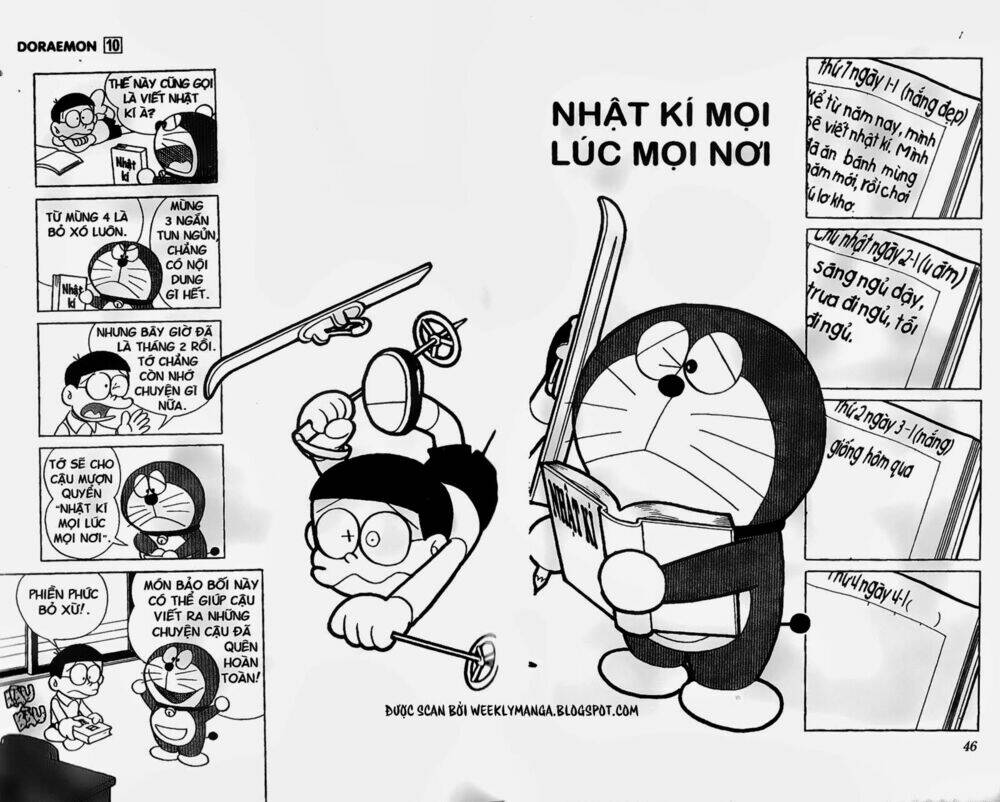 DORAEMON 10
thứ 7 ngày 1-1 (nắng đẹp)
Kể từ năm nay, mình
sẽ viết nhật kí. Mình
đã ăn bánh mừng
năm mới, rồi chơi
lơ khơ.
Chủ nhật ngày 2-1 (u ám)
sáng ngủ dậy,
trưa đi ngủ, tối
đi ngủ.
Thứ 2 ngày 3-1 (nắng)
giống hôm qua
Thứ 4 ngày 4-1(
NHẬT KÍ MỌI
LÚC MỌI NƠI
NHẬT KÍ
ĐƯỢC SCAN BỞI WEEKLYMANGA.BLOGSPOT.COM
46
THẾ NÀY CŨNG GỌI
LÀ VIẾT NHẬT
KÍ À?
Nhật
kí
MÙNG
3 NGẮN
TUN NGỦN,
CHẲNG
CÓ NỘI
DUNG
GÌ HẾT.
TỪ MÙNG 4 LÀ
BỎ XÓ LUÔN.
Nhật
kí
NHƯNG BÂY GIỜ ĐÃ
LÀ THÁNG 2 RỒI.
TỚ CHẲNG
CÒN NHỚ
CHUYỆN GÌ
NỮA.
TỚ SẼ CHO
CẬU MƯỢN
QUYỂN
"NHẬT KÍ
MỌI LÚC
MỌI NƠI".
MÓN BẢO BỐI NÀY
CÓ THỂ GIÚP CẬU
VIẾT RA NHỮNG
CHUYỆN CẬU ĐÃ
QUÊN
HOÀN
TOÀN!
PHIỀN PHỨC
BỎ XỪ!.
HẬU
BẬU